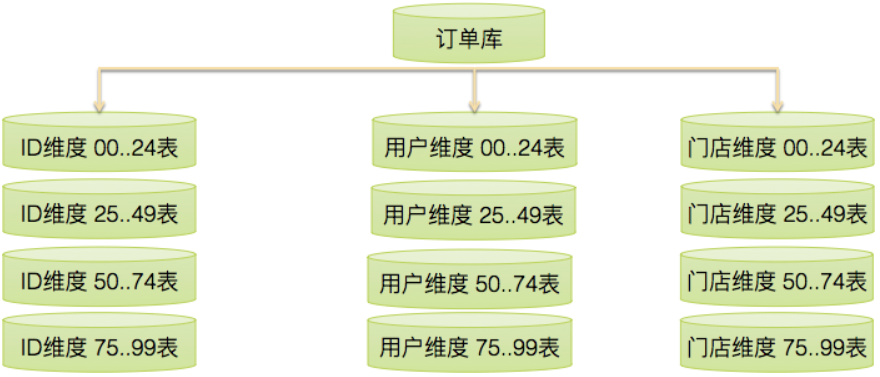 订单库
ID维度 00..24表
用户维度 00..24表
门店维度 00..24表
ID维度 25..49表
用户维度 25..49表
门店维度 25..49表
ID维度 50..74表
用户维度 50..74表
门店维度 50..74表
ID维度 75..99表
用户维度 75..99表
门店维度 75..99表